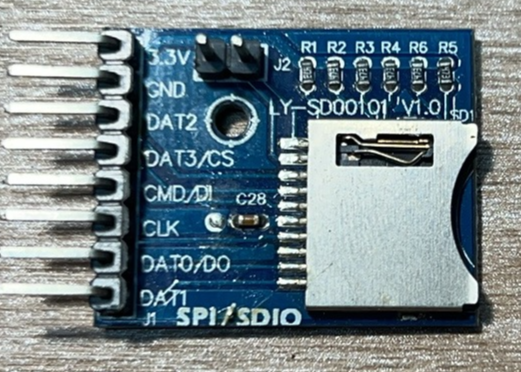 3.3V
GND
DAT2
DAT3/CS
CMD/DI
CLK
DAT0/DO
DAT1
J1
SPI/SDIO
J2
R1 R2 R3 R4 R6 R5
LY-SD00101 V1.0
SD1
C28